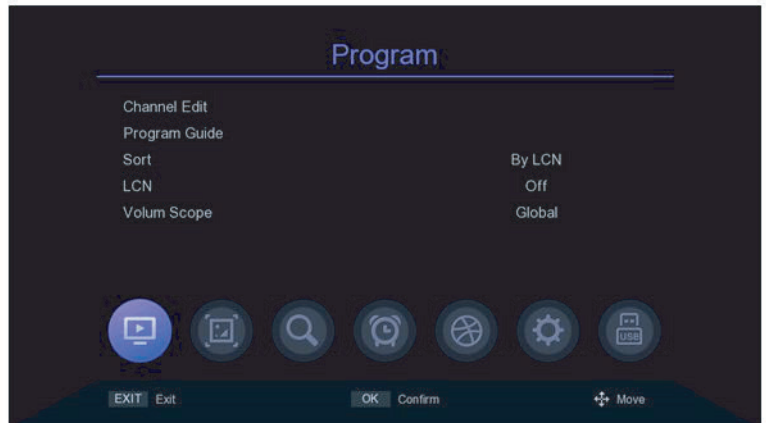 Program
Channel Edit
Program Guide
Sort By LCN
LCN Off
Volum Scope Global
USB
EXIT Exit OK Confirm Move